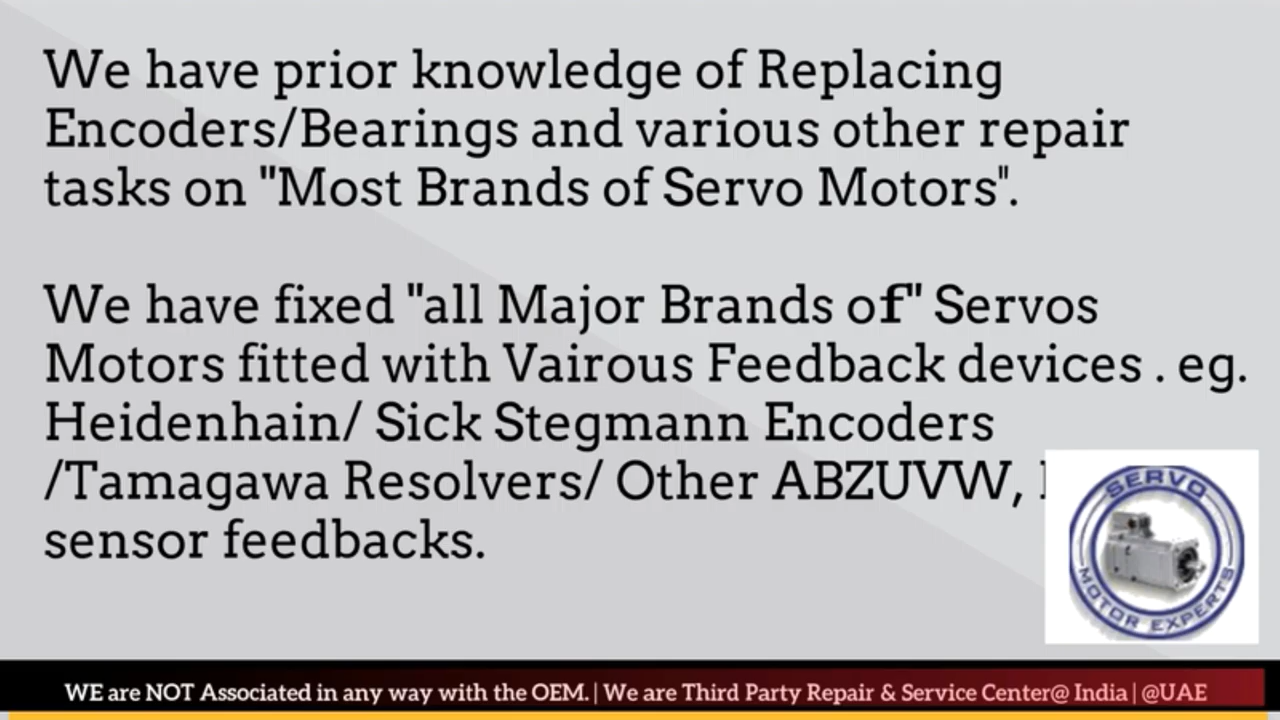 We have prior knowledge of Replacing
Encoders/Bearings and various other repair
tasks on "Most Brands of Servo Motors".
We have fixed "all Major Brands of" Servos
Motors fitted with Vairous Feedback devices . eg.
Heidenhain/ Sick Stegmann Encoders
/Tamagawa Resolvers/ Other ABZUVW,
sensor feedbacks.
SERVO
MOTOR EXPERTS
WE are NOT Associated in any way with the OEM. | We are Third Party Repair & Service Center@ India | @UAE